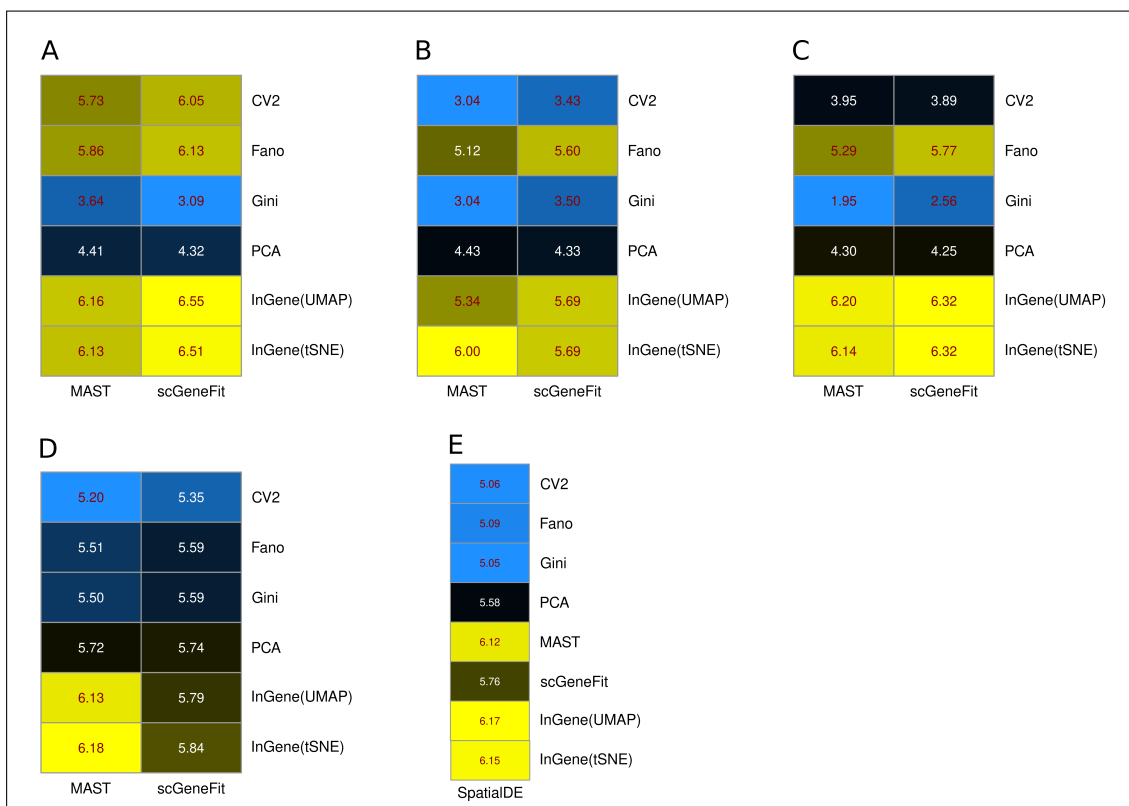 A
5.73 6.05 CV2
5.86 6.13 Fano
3.64 3.09 Gini
4.41 4.32 PCA
6.16 6.55 InGene(UMAP)
6.13 6.51 InGene(tSNE)
MAST scGeneFit
B
3.04 3.43 CV2
5.12 5.60 Fano
3.04 3.50 Gini
4.43 4.33 PCA
5.34 5.69 InGene(UMAP)
6.00 5.69 InGene(tSNE)
MAST scGeneFit
C
3.95 3.89 CV2
5.29 5.77 Fano
1.95 2.56 Gini
4.30 4.25 PCA
6.20 6.32 InGene(UMAP)
6.14 6.32 InGene(tSNE)
MAST scGeneFit
D
5.20 5.35 CV2
5.51 5.59 Fano
5.50 5.59 Gini
5.72 5.74 PCA
6.13 5.79 InGene(UMAP)
6.18 5.84 InGene(tSNE)
MAST scGeneFit
E
5.06 CV2
5.09 Fano
5.05 Gini
5.58 PCA
6.12 MAST
5.76 scGeneFit
6.17 InGene(UMAP)
6.15 InGene(tSNE)
SpatialDE